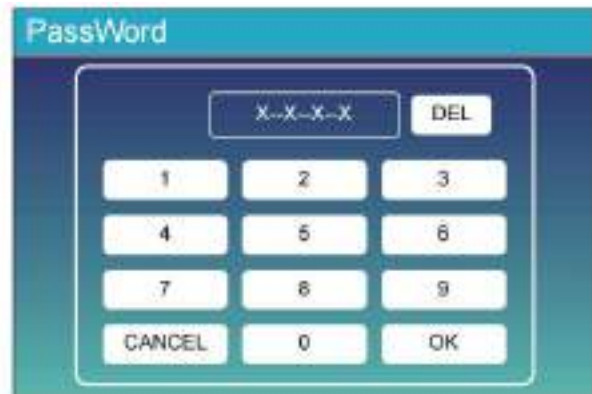 PassWord
X--X--X--X DEL
1 2 3
4 5 6
7 8 9
CANCEL 0 OK